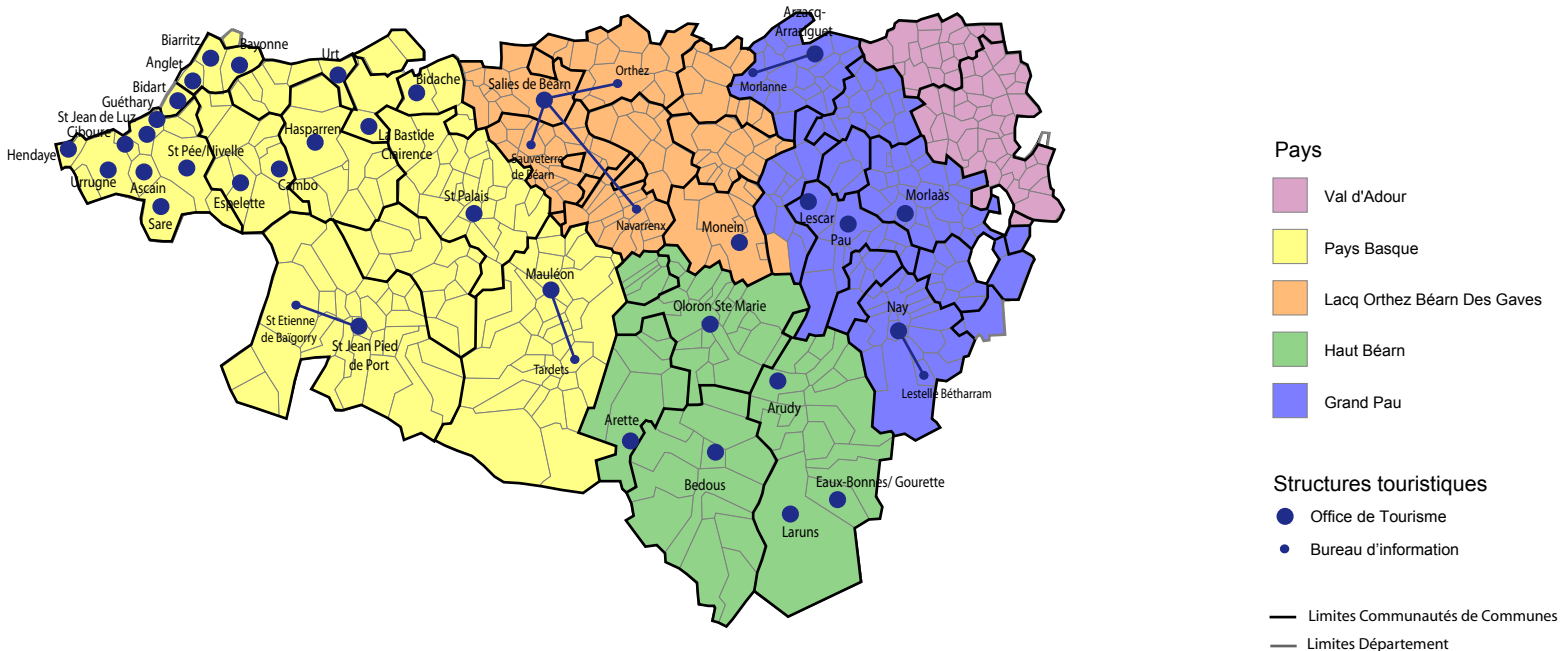 Arzacq-
Arraziguet
Biarritz
Bayonne
Urt
Anglet
Bidache
Salies de Béarn
Orthez
Morlanne
Bidart
Guéthary
St Jean de Luz
Ciboure
Hasparren
La Bastide
Clairence
Hendaye
St Pée/Nivelle
Sauveterre
de Béarn
Urrugne
Ascain
Cambo
Espelette
St Palais
Sare
Navarrenx
Monein
Lescar
Pau
Morlaàs
Mauléon
St Etienne
de Baïgorry
St Jean Pied
de Port
Tardets
Oloron Ste Marie
Nay
Lestelle Bétharram
Arudy
Arette
Bedous
Eaux-Bonnes/ Gourette
Laruns
Pays
Val d'Adour
Pays Basque
Lacq Orthez Béarn Des Gaves
Haut Béarn
Grand Pau
Structures touristiques
Office de Tourisme
Bureau d'information
Limites Communautés de Communes
Limites Département